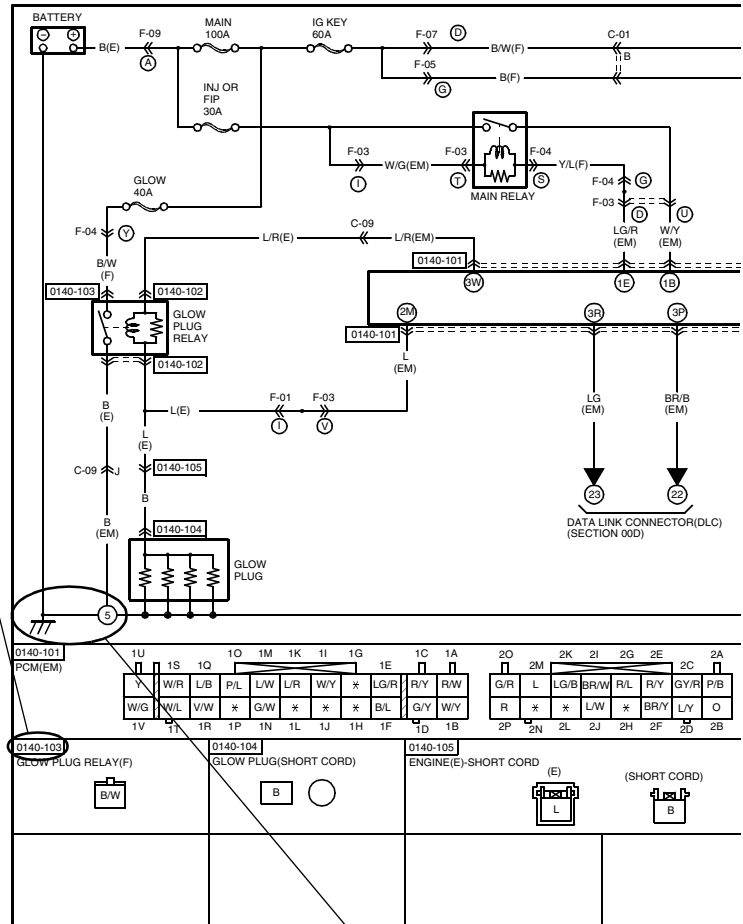 BATTERY
B(E)
F-09
A
MAIN
100A
IG KEY
60A
F-07
D
B/W(F)
C-01
B
F-05
G
B(F)
INJ OR
FIP
30A
F-03
I
W/G(EM)
F-03
T
F-04
S
Y/L(F)
MAIN RELAY
F-04
G
F-03
D
U
LG/R
(EM)
W/Y
(EM)
GLOW
40A
F-04
Y
B/W
(F)
L/R(E)
C-09
L/R(EM)
0140-101
3W
1E
1B
0140-103
0140-102
GLOW
PLUG
RELAY
0140-102
2M
3R
3P
0140-101
L
(EM)
LG
(EM)
BR/B
(EM)
B
(E)
L(E)
F-01
I
F-03
V
L
(E)
C-09
J
0140-105
B
B
(EM)
0140-104
GLOW
PLUG
23
22
DATA LINK CONNECTOR(DLC)
(SECTION 00D)
5
0140-101
PCM(EM)
1U 1S 1Q 1O 1M 1K 1I 1G 1E 1C 1A
Y W/R L/B P/L L/W L/R W/Y * LG/R R/Y R/W
W/G W/L V/W * G/W * * * B/L G/Y W/Y
1V 1T 1R 1P 1N 1L 1J 1H 1F 1D 1B
2O 2M 2K 2I 2G 2E 2C 2A
G/R L LG/B BR/W R/L R/Y GY/R P/B
R * * L/W * BR/Y L/Y O
2P 2N 2L 2J 2H 2F 2D 2B
0140-103
GLOW PLUG RELAY(F)
B/W
0140-104
GLOW PLUG(SHORT CORD)
B
0140-105
ENGINE(E)-SHORT CORD
(E)
L
(SHORT CORD)
B